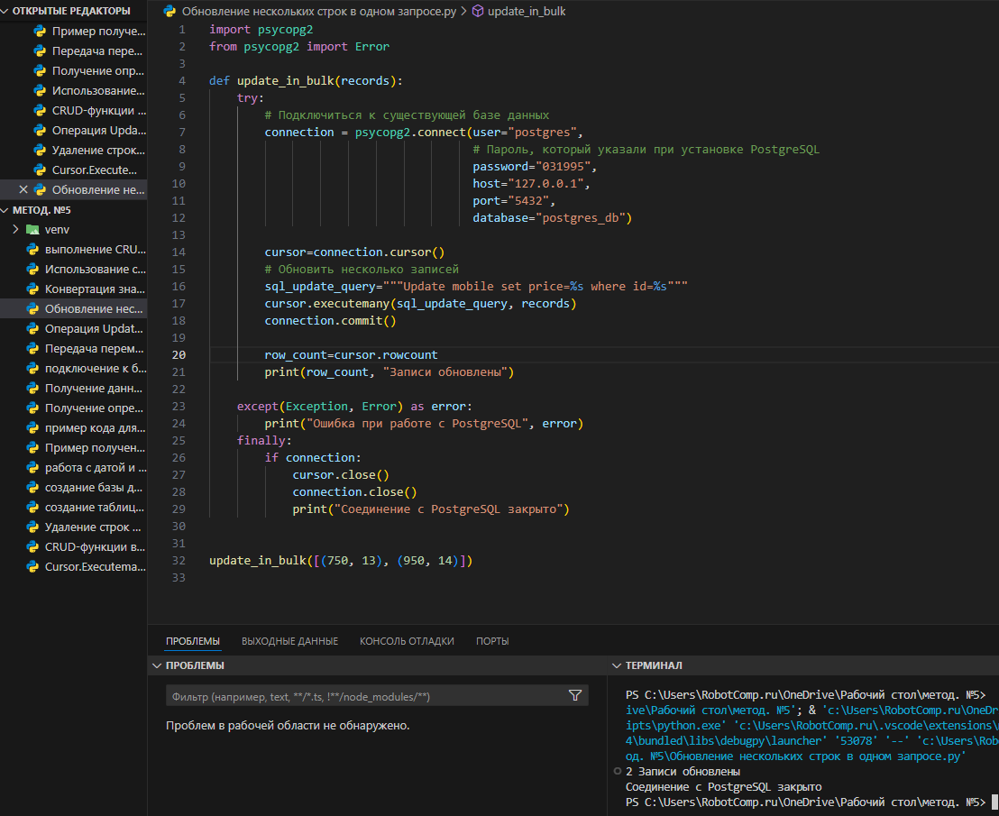 ОТКРЫТЫЕ РЕДАКТОРЫ
Пример получе...
Передача пере...
Получение опр...
Использование...
CRUD-функции ...
Операция Upda...
Удаление строк...
Cursor.Execute...
Обновление не...
МЕТОД. №5
venv
выполнение CRU...
Использование с...
Конвертация зна...
Обновление нес...
Операция Updat...
Передача перем...
подключение к б...
Получение данн...
Получение опре...
пример кода для...
Пример получен...
работа с датой и ...
создание базы д...
создание таблиц...
Удаление строк ...
CRUD-функции в...
Cursor.Executema...
Обновление нескольких строк в одном запросе.py > update_in_bulk
1 import psycopg2
2 from psycopg2 import Error
3
4 def update_in_bulk(records):
5 try:
6 # Подключиться к существующей базе данных
7 connection = psycopg2.connect(user="postgres",
8 # Пароль, который указали при установке PostgreSQL
9 password="031995",
10 host="127.0.0.1",
11 port="5432",
12 database="postgres_db")
13
14 cursor=connection.cursor()
15 # Обновить несколько записей
16 sql_update_query="""Update mobile set price=%s where id=%s"""
17 cursor.executemany(sql_update_query, records)
18 connection.commit()
19
20 row_count=cursor.rowcount
21 print(row_count, "Записи обновлены")
22
23 except(Exception, Error) as error:
24 print("Ошибка при работе с PostgreSQL", error)
25 finally:
26 if connection:
27 cursor.close()
28 connection.close()
29 print("Соединение с PostgreSQL закрыто")
30
31
32 update_in_bulk([(750, 13), (950, 14)])
33
ПРОБЛЕМЫ ВЫХОДНЫЕ ДАННЫЕ КОНСОЛЬ ОТЛАДКИ ПОРТЫ
ПРОБЛЕМЫ
Фильтр (например, text, **/*.ts, !**/node_modules/**)
Проблем в рабочей области не обнаружено.
ТЕРМИНАЛ
PS C:\Users\RobotComp.ru\OneDrive\Рабочий стол\метод. №5>
ive\Рабочий стол\метод. №5'; & 'c:\Users\RobotComp.ru\OneDr
ipts\python.exe' 'c:\Users\RobotComp.ru\.vscode\extensions\
4\bundled\libs\debugpy\launcher' '53078' '--' 'c:\Users\Rob
од. №5\Обновление нескольких строк в одном запросе.py'
2 Записи обновлены
Соединение с PostgreSQL закрыто
PS C:\Users\RobotComp.ru\OneDrive\Рабочий стол\метод. №5>